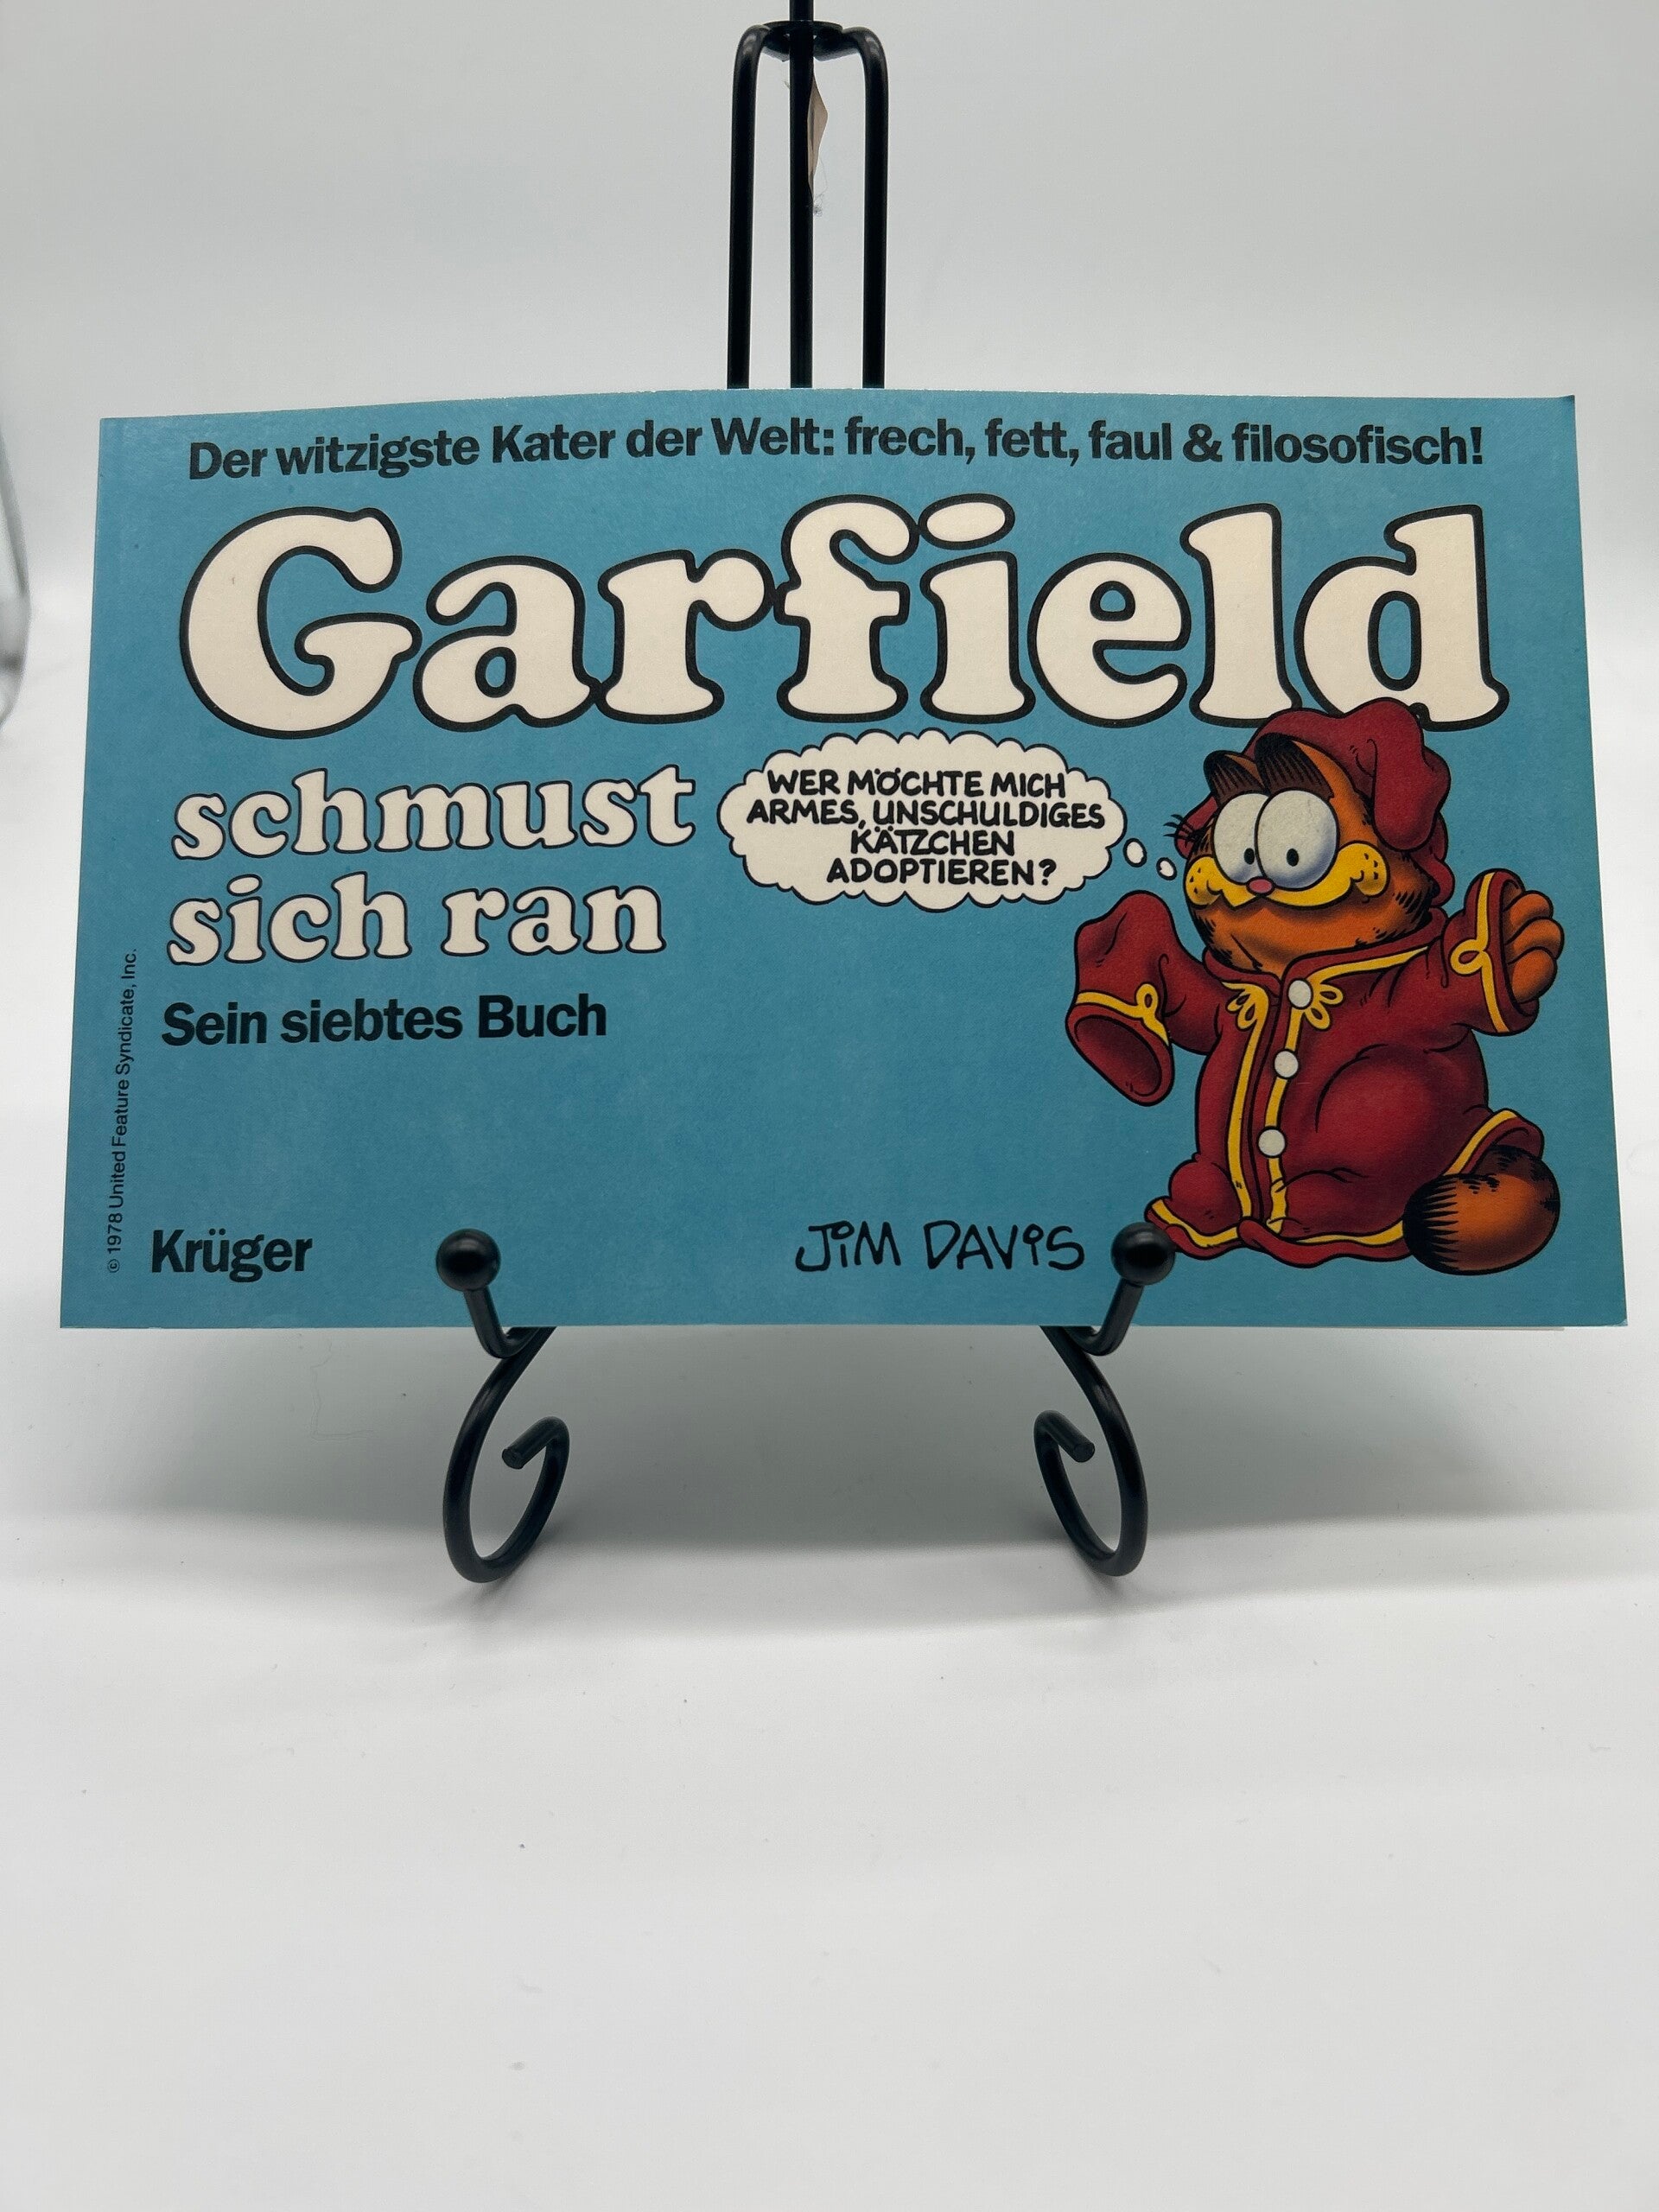 Der witzigste Kater der Welt: frech, fett, faul & filosofisch!
Garfield
schmust
sich ran
WER MÖCHTE MICH
ARMES, UNSCHULDIGES
KÄTZCHEN
ADOPTIEREN?
Sein siebtes Buch
© 1978 United Feature Syndicate, Inc.
Krüger
JIM DAVIS